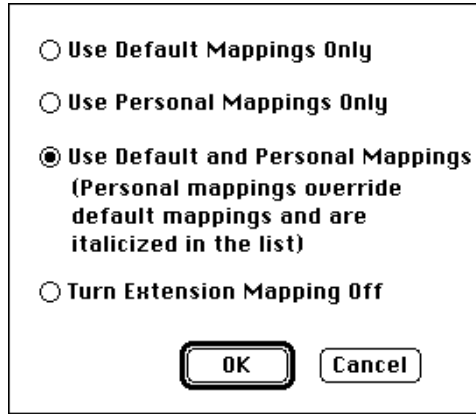 Use Default Mappings Only
Use Personal Mappings Only
Use Default and Personal Mappings
(Personal mappings override
default mappings and are
italicized in the list)
Turn Extension Mapping Off
OK
Cancel